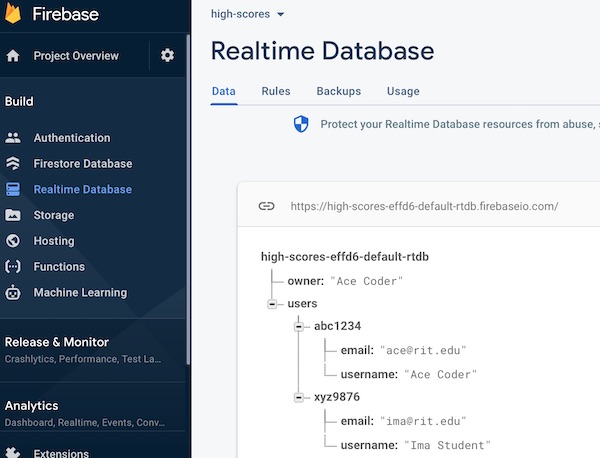 Firebase
Project Overview
Build
Authentication
Firestore Database
Realtime Database
Storage
Hosting
Functions
Machine Learning
Release & Monitor
Crashlytics, Performance, Test La...
Analytics
Dashboard, Realtime, Events, Conv...
Extensions
high-scores
Realtime Database
Data Rules Backups Usage
Protect your Realtime Database resources from abuse,
https://high-scores-effd6-default-rtdb.firebaseio.com/
high-scores-effd6-default-rtdb
owner: "Ace Coder"
users
abc1234
email: "ace@rit.edu"
username: "Ace Coder"
xyz9876
email: "ima@rit.edu"
username: "Ima Student"